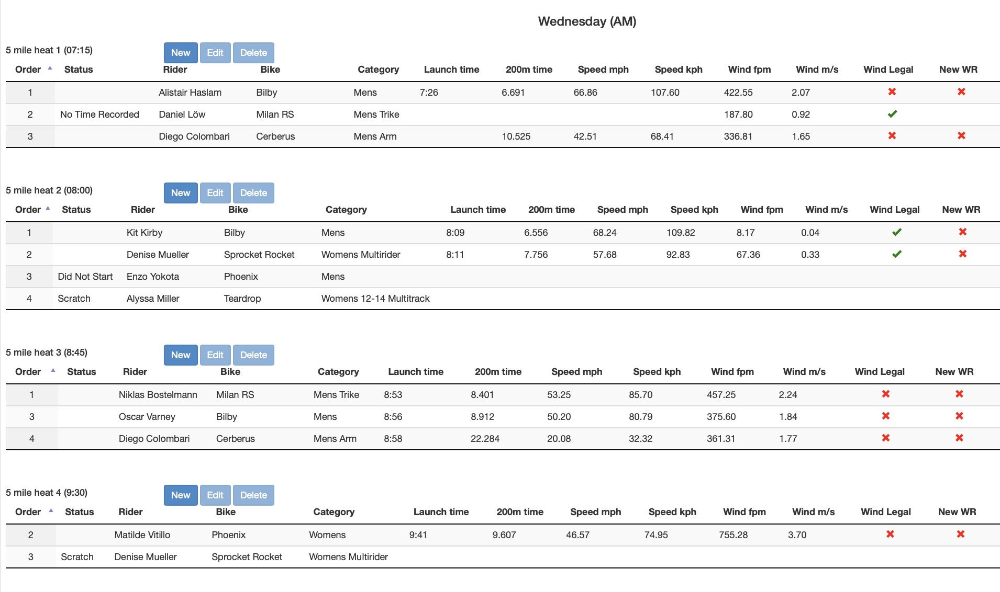 Wednesday (AM)
5 mile heat 1 (07:15) New Edit Delete
Order Status Rider Bike Category Launch time 200m time Speed mph Speed kph Wind fpm Wind m/s Wind Legal New WR
1 Alistair Haslam Bilby Mens 7:26 6.691 66.86 107.60 422.55 2.07
2 No Time Recorded Daniel Löw Milan RS Mens Trike 187.80 0.92
3 Diego Colombari Cerberus Mens Arm 10.525 42.51 68.41 336.81 1.65
5 mile heat 2 (08:00) New Edit Delete
Order Status Rider Bike Category Launch time 200m time Speed mph Speed kph Wind fpm Wind m/s Wind Legal New WR
1 Kit Kirby Bilby Mens 8:09 6.556 68.24 109.82 8.17 0.04
2 Denise Mueller Sprocket Rocket Womens Multirider 8:11 7.756 57.68 92.83 67.36 0.33
3 Did Not Start Enzo Yokota Phoenix Mens
4 Scratch Alyssa Miller Teardrop Womens 12-14 Multitrack
5 mile heat 3 (8:45) New Edit Delete
Order Status Rider Bike Category Launch time 200m time Speed mph Speed kph Wind fpm Wind m/s Wind Legal New WR
1 Niklas Bostelmann Milan RS Mens Trike 8:53 8.401 53.25 85.70 457.25 2.24
3 Oscar Varney Bilby Mens 8:56 8.912 50.20 80.79 375.60 1.84
4 Diego Colombari Cerberus Mens Arm 8:58 22.284 20.08 32.32 361.31 1.77
5 mile heat 4 (9:30) New Edit Delete
Order Status Rider Bike Category Launch time 200m time Speed mph Speed kph Wind fpm Wind m/s Wind Legal New WR
2 Matilde Vitillo Phoenix Womens 9:41 9.607 46.57 74.95 755.28 3.70
3 Scratch Denise Mueller Sprocket Rocket Womens Multirider